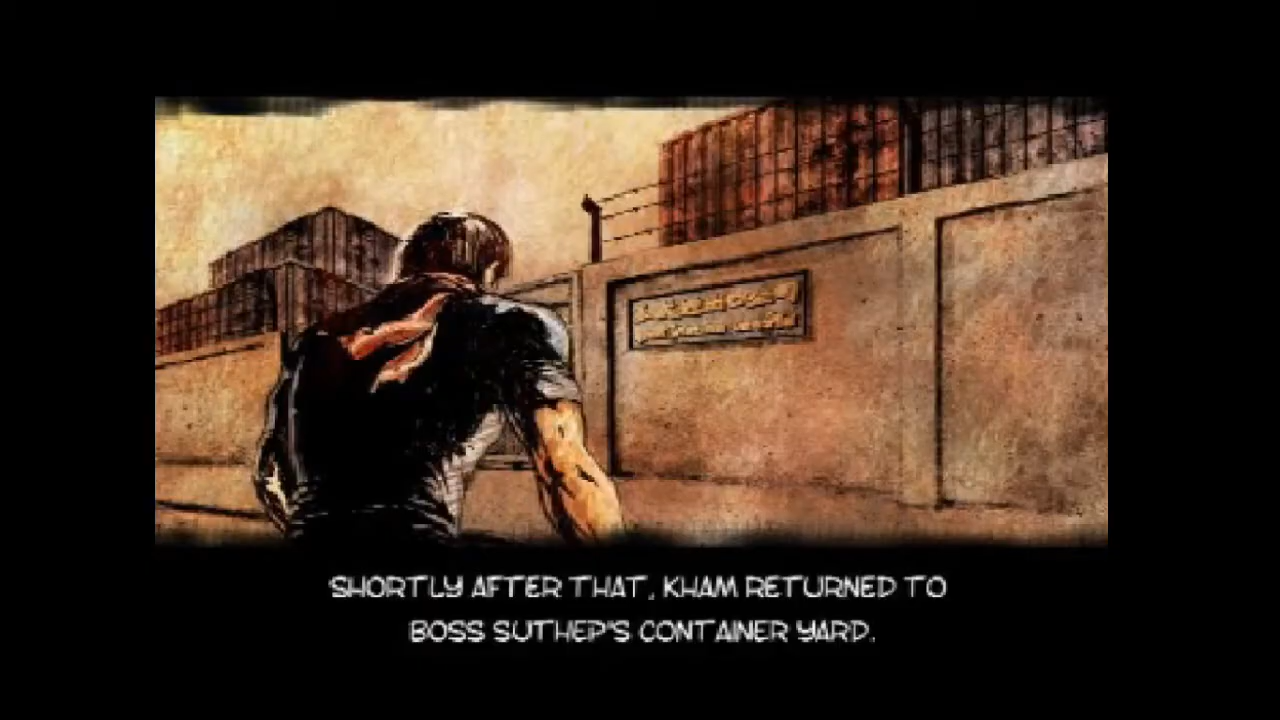 SHORTLY AFTER THAT, KHAM RETURNED TO
BOSS SUTHEP'S CONTAINER YARD.